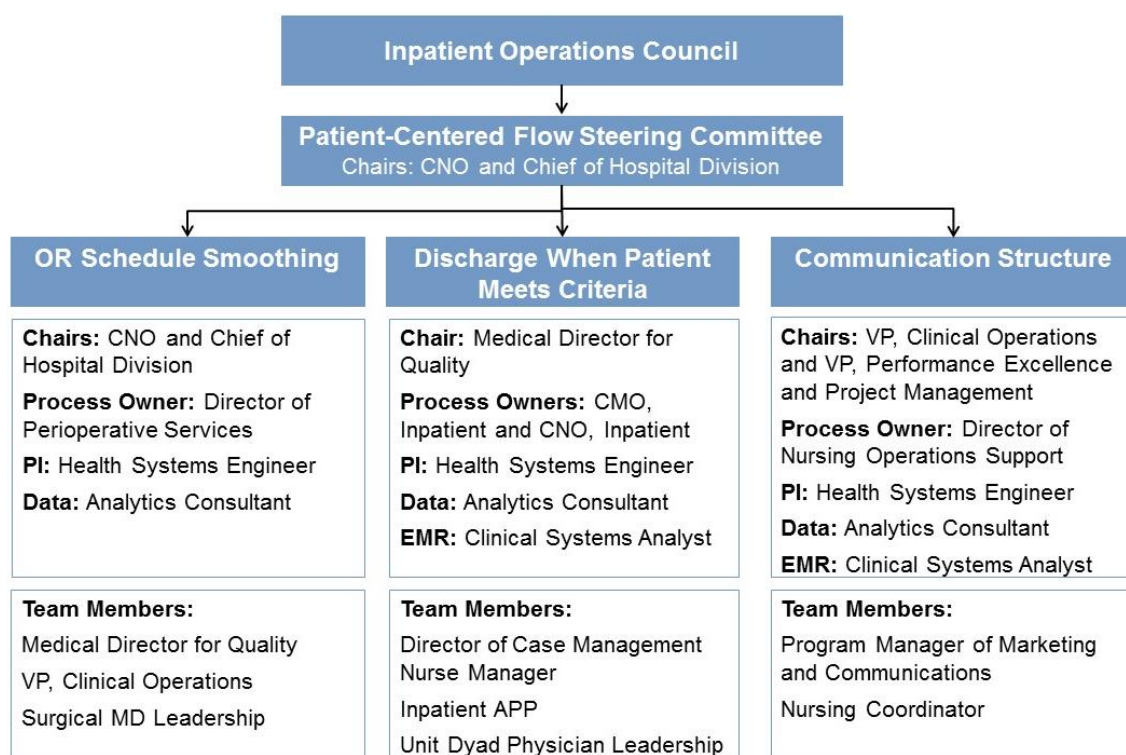 Inpatient Operations Council
Patient-Centered Flow Steering Committee
Chairs: CNO and Chief of Hospital Division
OR Schedule Smoothing
Chairs: CNO and Chief of
Hospital Division
Process Owner: Director of
Perioperative Services
PI: Health Systems Engineer
Data: Analytics Consultant
Team Members:
Medical Director for Quality
VP, Clinical Operations
Surgical MD Leadership
Discharge When Patient
Meets Criteria
Chair: Medical Director for
Quality
Process Owners: CMO,
Inpatient and CNO, Inpatient
PI: Health Systems Engineer
Data: Analytics Consultant
EMR: Clinical Systems Analyst
Team Members:
Director of Case Management
Nurse Manager
Inpatient APP
Unit Dyad Physician Leadership
Communication Structure
Chairs: VP, Clinical Operations
and VP, Performance Excellence
and Project Management
Process Owner: Director of
Nursing Operations Support
PI: Health Systems Engineer
Data: Analytics Consultant
EMR: Clinical Systems Analyst
Team Members:
Program Manager of Marketing
and Communications
Nursing Coordinator